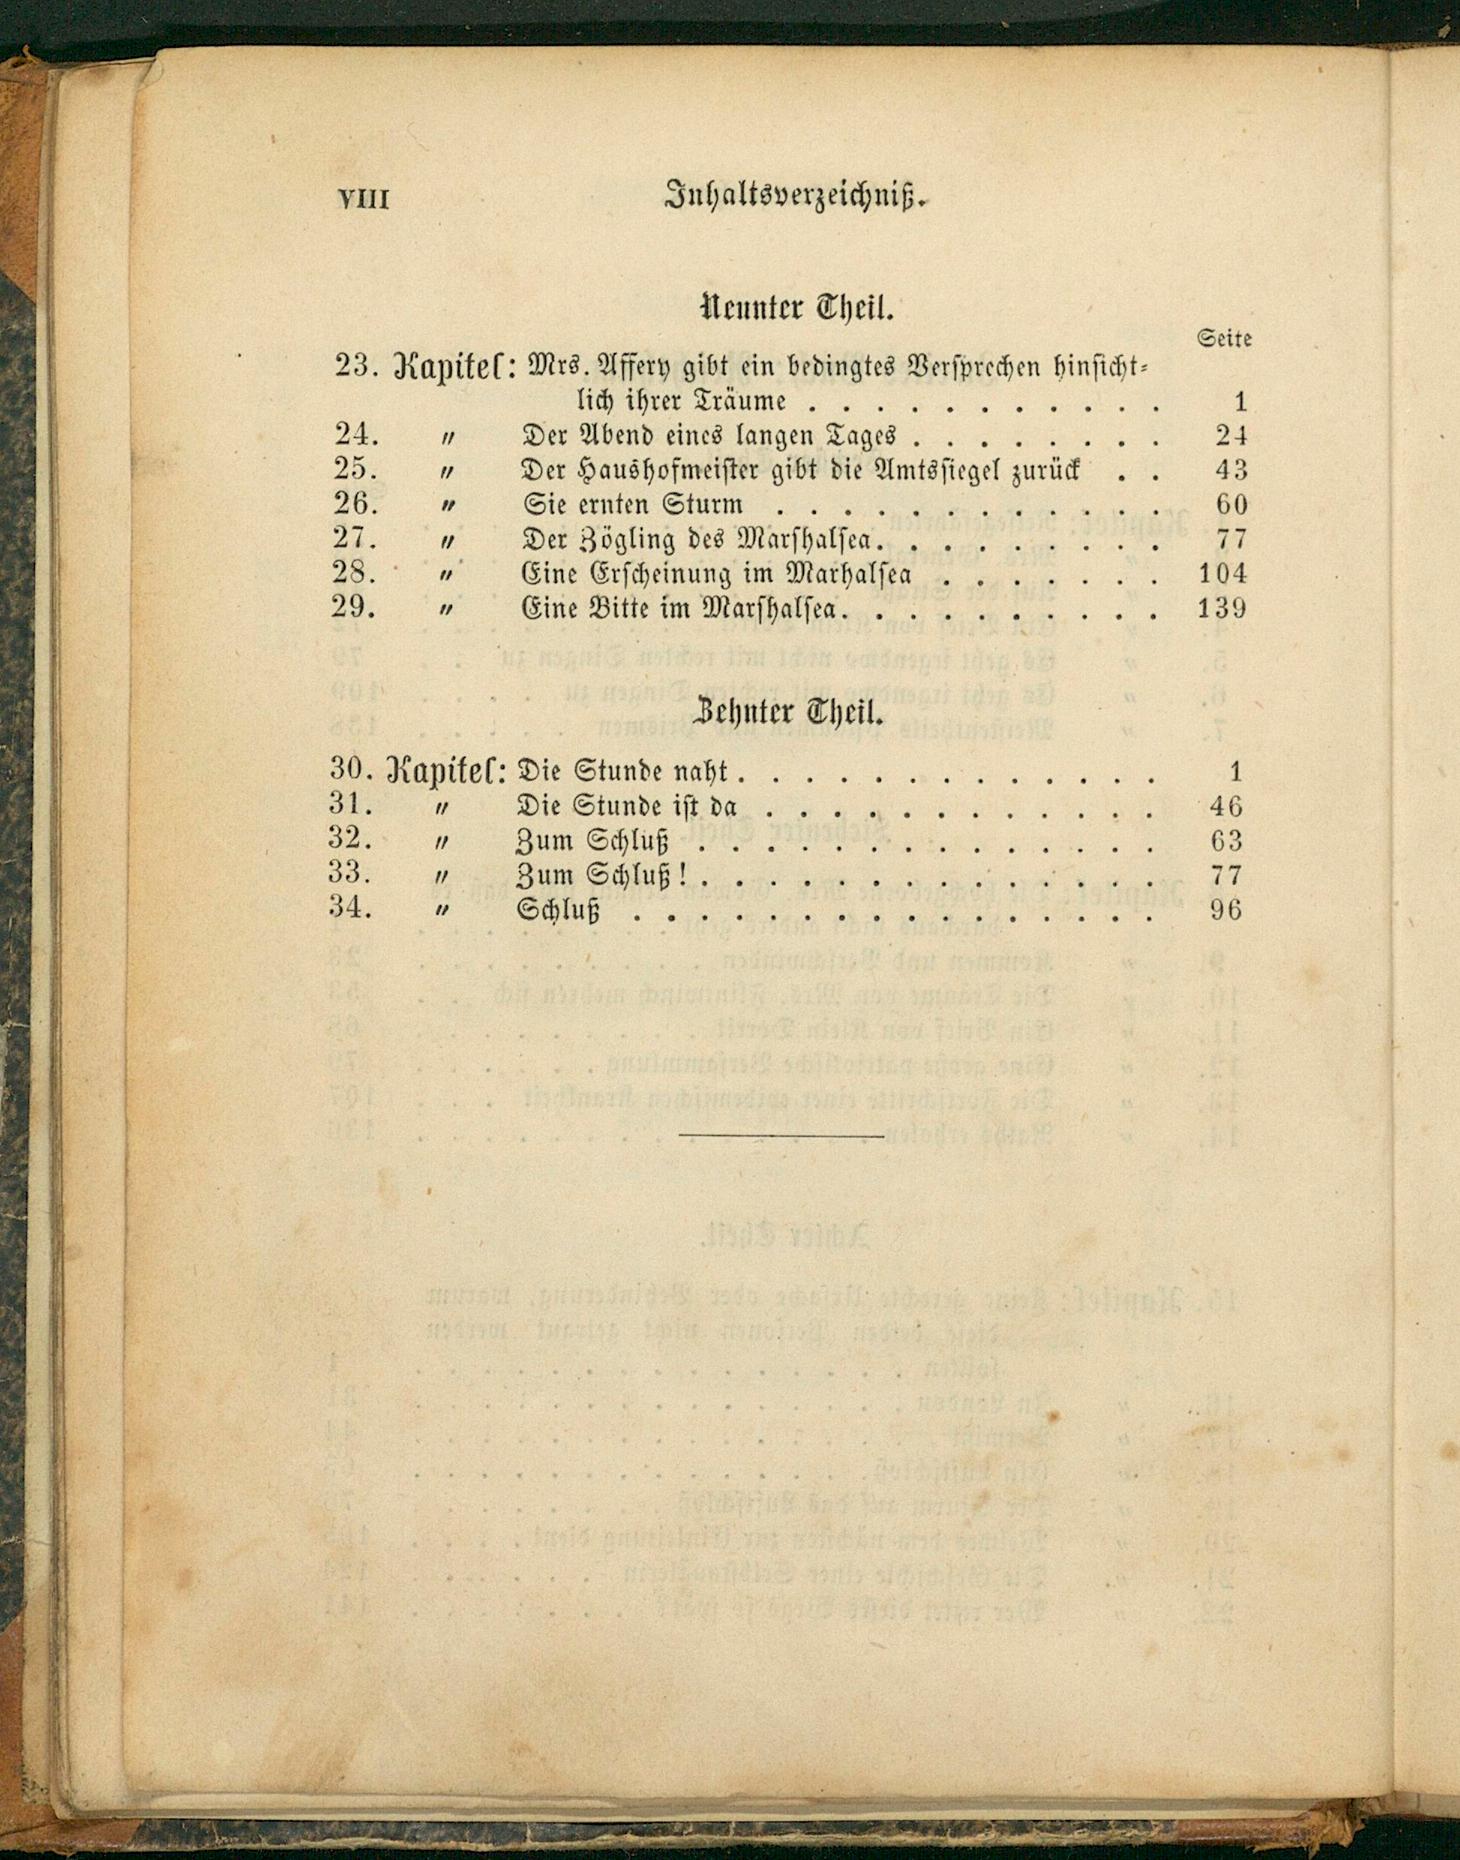 VIII Inhaltsverzeichniß.
Neunter Theil.
Seite
23. Kapitel: Mrs. Affery gibt ein bedingtes Versprechen hinsicht-
lich ihrer Träume . . . . . . . . . . . 1
24. " Der Abend eines langen Tages . . . . . . . . 24
25. " Der Haushofmeister gibt die Amtssiegel zurück . . 43
26. " Sie ernten Sturm . . . . . . . . . . . . 60
27. " Der Zögling des Marshalsea . . . . . . . . . 77
28. " Eine Erscheinung im Marhalsea . . . . . . . 104
29. " Eine Bitte im Marshalsea . . . . . . . . . . 139
Zehnter Theil.
30. Kapitel: Die Stunde naht . . . . . . . . . . . . . 1
31. " Die Stunde ist da . . . . . . . . . . . . 46
32. " Zum Schluß . . . . . . . . . . . . . . 63
33. " Zum Schluß! . . . . . . . . . . . . . . 77
34. " Schluß . . . . . . . . . . . . . . . . 96